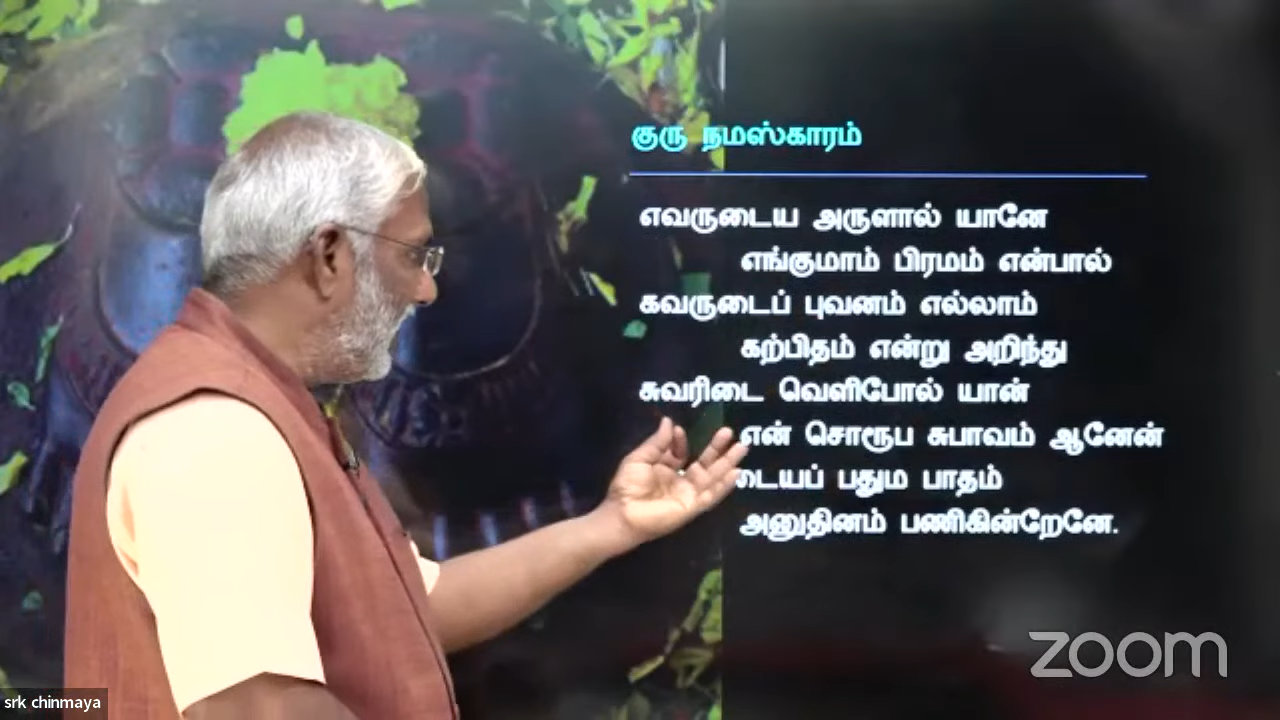 குரு நமஸ்காரம்
எவருடைய அருளால் யானே
எங்குமாம் பிரமம் என்பால்
கவருடைப் புவனம் எல்லாம்
கற்பிதம் என்று அறிந்து
சுவரிடை வெளிபோல் யான்
என் சொரூப சுபாவம் ஆனேன்
பதும பாதம்
அனுதினம் பணிகின்றேனே.
zoom
srk chinmaya